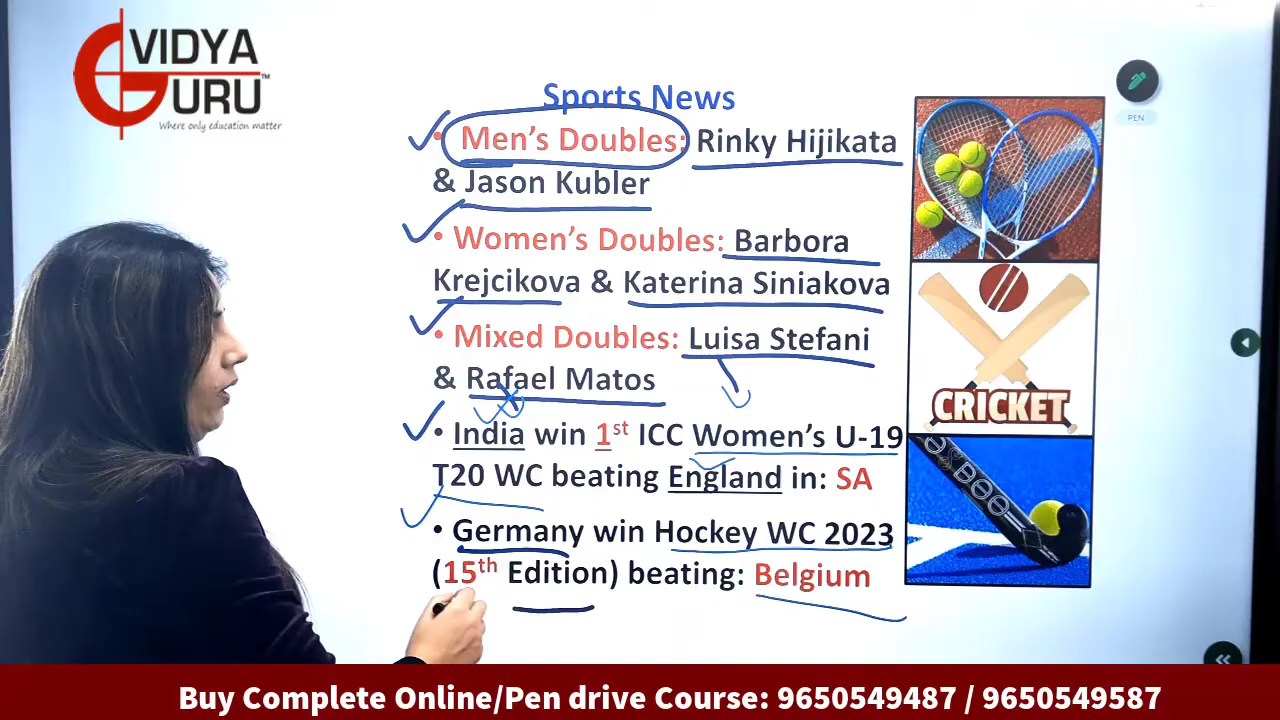 VIDYA
GURU™
Where only education matter
Sports News
• Men's Doubles: Rinky Hijikata
& Jason Kubler
• Women's Doubles: Barbora
Krejcikova & Katerina Siniakova
• Mixed Doubles: Luisa Stefani
& Rafael Matos
• India win 1st ICC Women's U-19
T20 WC beating England in: SA
• Germany win Hockey WC 2023
(15th Edition) beating: Belgium
PEN
CRICKET
Buy Complete Online/Pen drive Course: 9650549487 / 9650549587